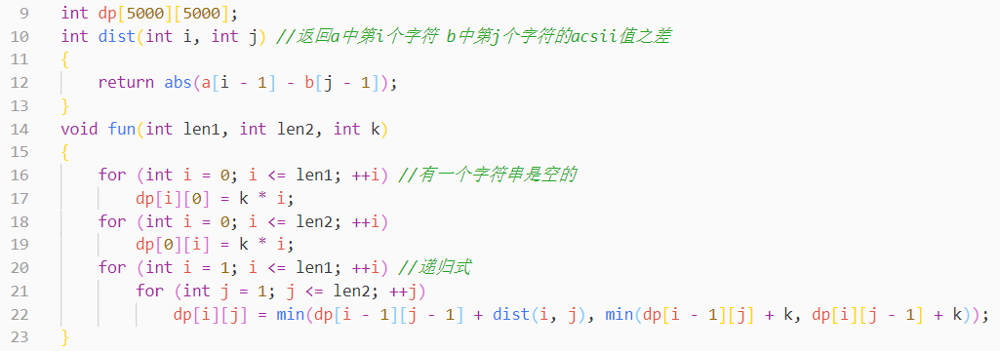 9 int dp[5000][5000];
10 int dist(int i, int j) //返回a中第i个字符 b中第j个字符的acsii值之差
11 {
12     return abs(a[i - 1] - b[j - 1]);
13 }
14 void fun(int len1, int len2, int k)
15 {
16     for (int i = 0; i <= len1; ++i) //有一个字符串是空的
17         dp[i][0] = k * i;
18     for (int i = 0; i <= len2; ++i)
19         dp[0][i] = k * i;
20     for (int i = 1; i <= len1; ++i) //递归式
21         for (int j = 1; j <= len2; ++j)
22             dp[i][j] = min(dp[i - 1][j - 1] + dist(i, j), min(dp[i - 1][j] + k, dp[i][j - 1] + k));
23 }